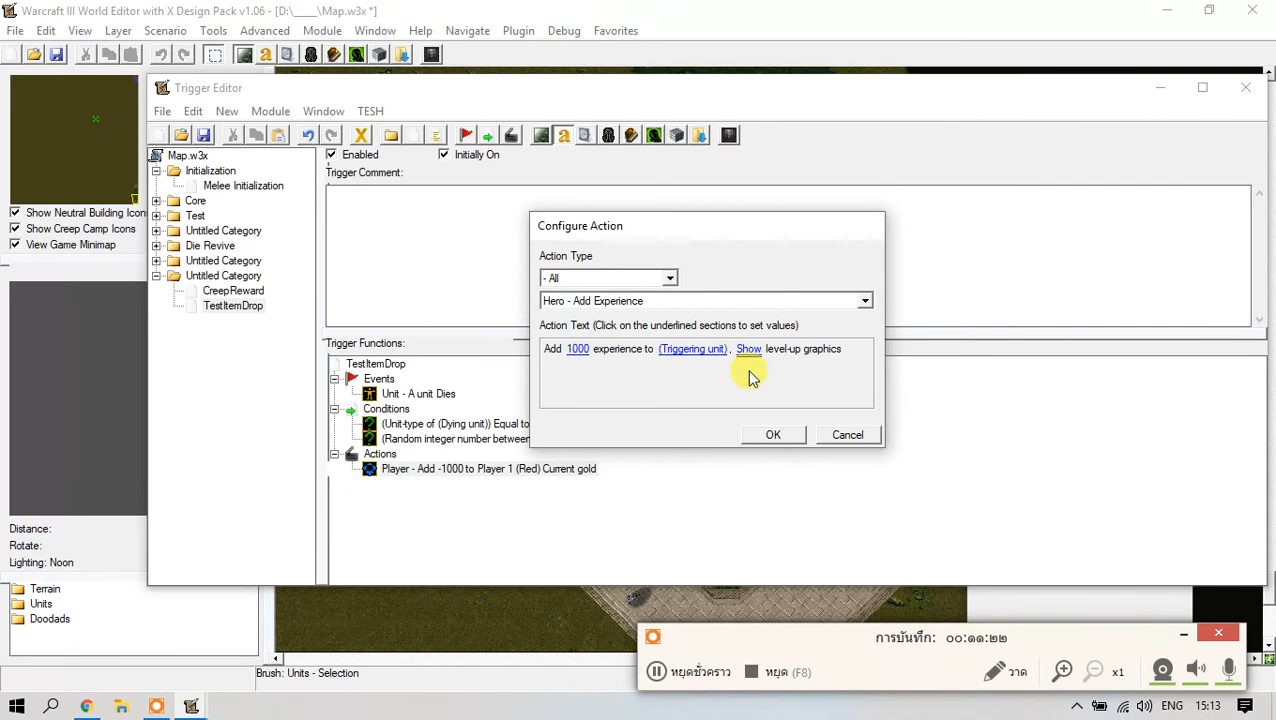 Warcraft III World Editor with X Design Pack v1.06 - [D:\____\Map.w3x *]
File Edit View Layer Scenario Tools Advanced Module Window Help Navigate Plugin Debug Favorites
Trigger Editor
File Edit New Module Window TESH
Map.w3x
Initialization
Melee Initialization
Core
Test
Untitled Category
Die Revive
Untitled Category
Untitled Category
CreepReward
TestItemDrop
Show Neutral Building Icons
Show Creep Camp Icons
View Game Minimap
Enabled Initially On
Trigger Comment:
Trigger Functions:
TestItemDrop
Events
Unit - A unit Dies
Conditions
(Unit-type of (Dying unit)) Equal to
(Random integer number between
Actions
Player - Add -1000 to Player 1 (Red) Current gold
Configure Action
Action Type
- All
Hero - Add Experience
Action Text (Click on the underlined sections to set values)
Add 1000 experience to (Triggering unit), Show level-up graphics
OK Cancel
Distance:
Rotate:
Lighting: Noon
Terrain
Units
Doodads
Brush: Units - Selection
การบันทึก: 00:11:22
หยุดชั่วคราว หยุด (F8) วาด x1
ENG 15:13